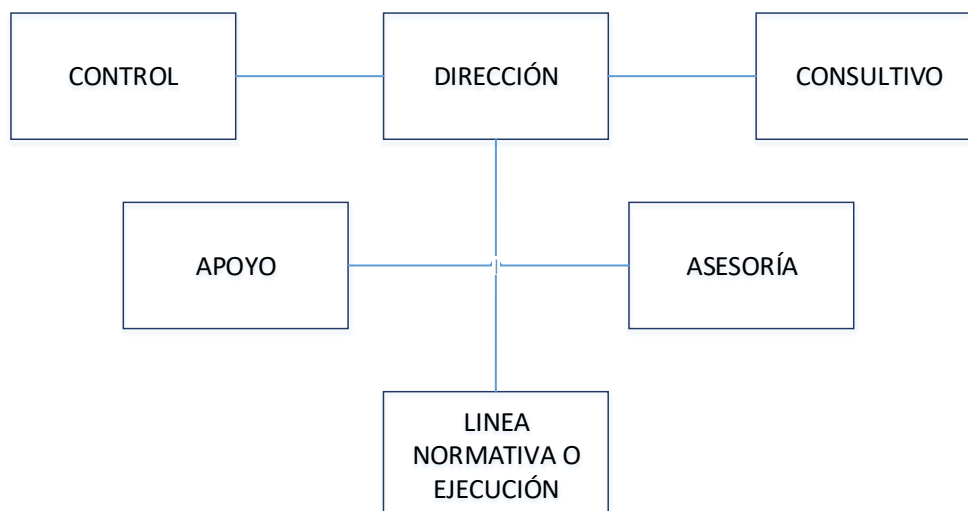 CONTROL
DIRECCIÓN
CONSULTIVO
APOYO
ASESORÍA
LINEA
NORMATIVA O
EJECUCIÓN